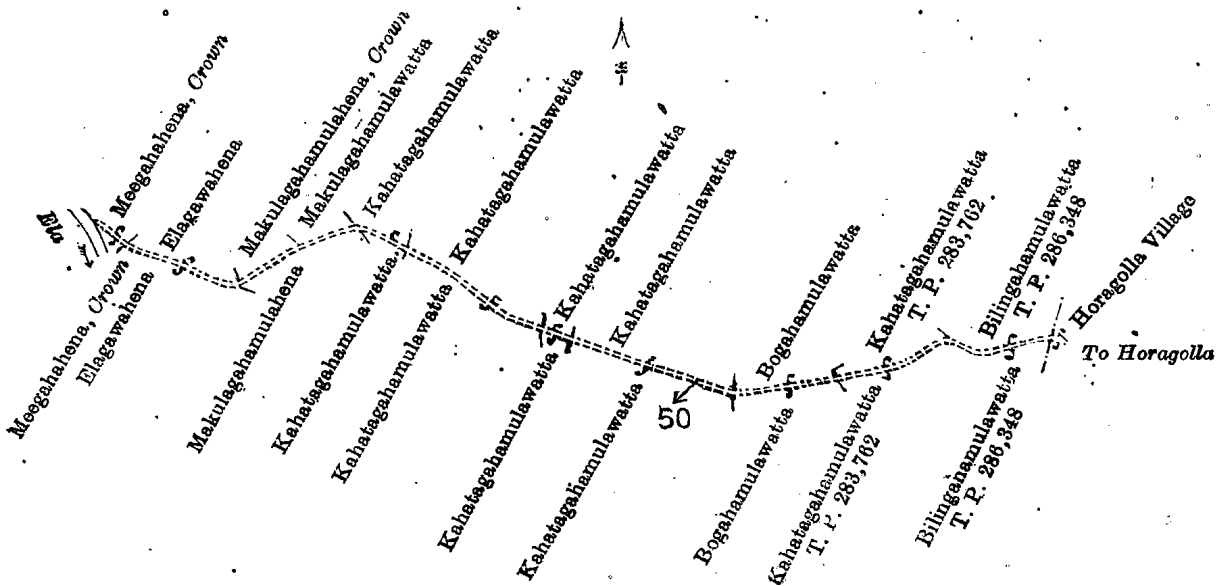 Ela
Meegahahena, Crown
Elagawahena
Makulagahamulahena, Crown
Makulagahamulawatta
Kahatagahamulawatta
Kahatagahamulawatta
Kahatagahamulawatta
Kahatagahamulawatta
Bogahamulawatta
Kahatagahamulawatta
T. P. 283,762
Bilingahamulawatta
T. P. 286,348
Horagolla Village
To Horagolla
Meegahahena, Crown
Elagawahena
Makulagahamulahena
Kahatagahamulawatta
Kahatagahamulawatta
Kahatagahamulawatta
Kahatagahamulawatta
50
Bogahamulawatta
Kahatagahamulawatta
T. P. 283,762
Bilingahamulawatta
T. P. 286,348